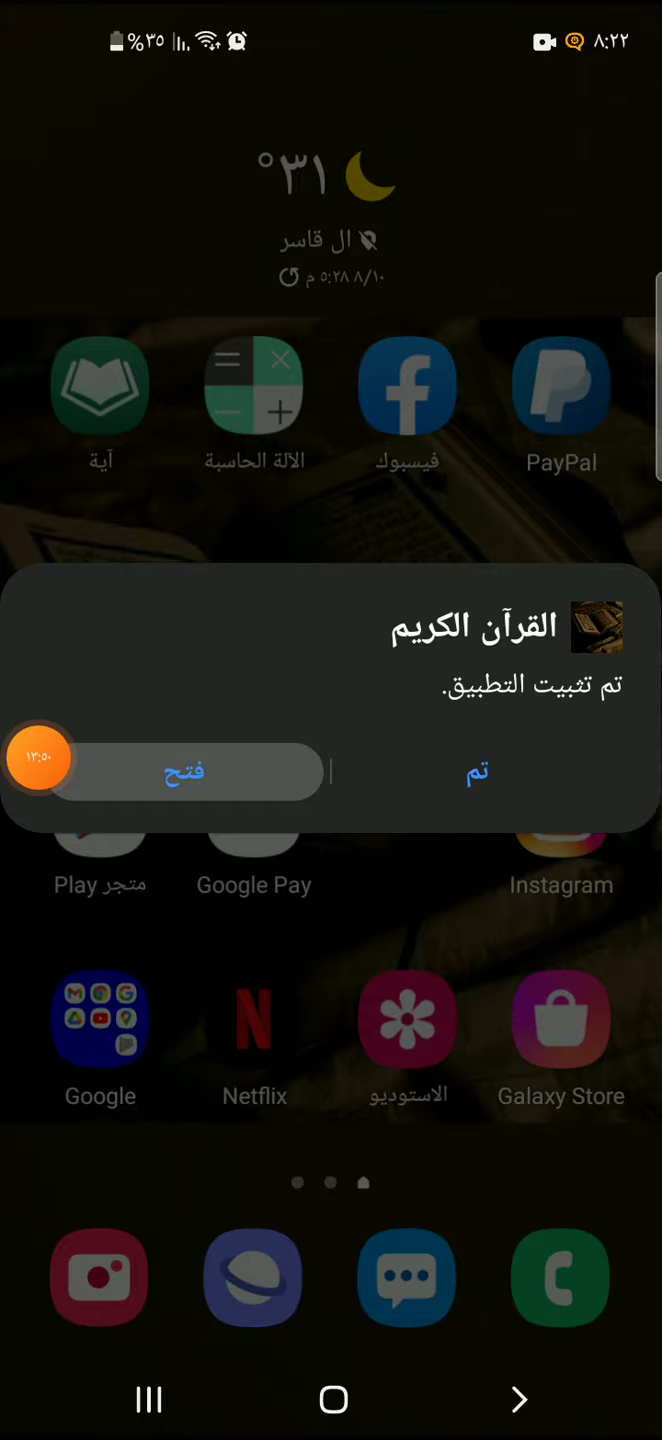 ٨:٢٢
%٣٥
°٣١
ال قاسر
٨/١٠ ٥:٢٨ م
PayPal
فيسبوك
الآلة الحاسبة
آية
القرآن الكريم
تم تثبيت التطبيق.
تم
فتح
١٣:٥٠
Instagram
Google Pay
متجر Play
Galaxy Store
الاستوديو
Netflix
Google